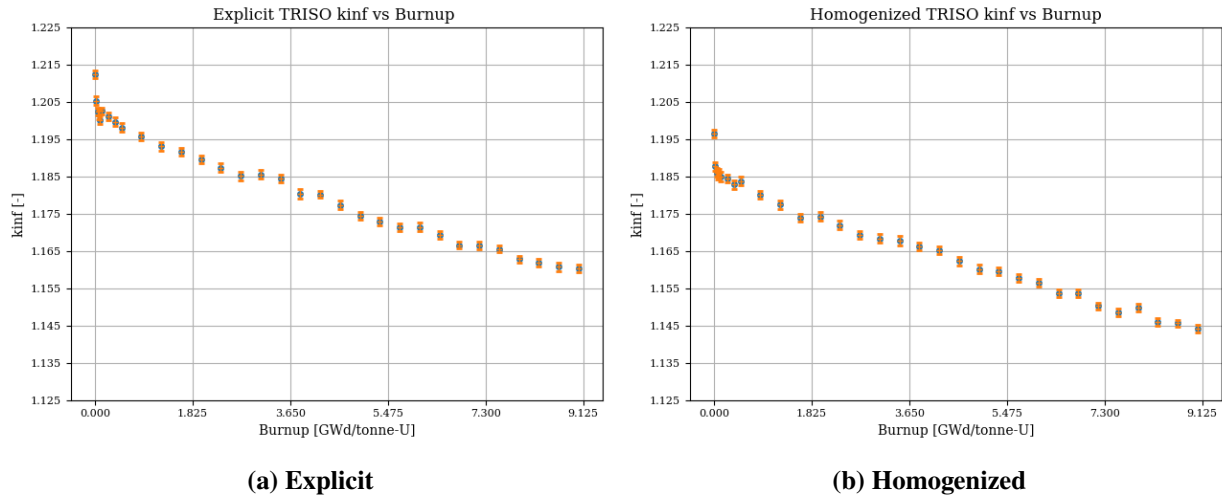 Explicit TRISO kinf vs Burnup
1.225
1.215
1.205
1.195
1.185
1.175
1.165
1.155
1.145
1.135
1.125
kinf [-]
0.000 1.825 3.650 5.475 7.300 9.125
Burnup [GWd/tonne-U]
(a) Explicit
Homogenized TRISO kinf vs Burnup
1.225
1.215
1.205
1.195
1.185
1.175
1.165
1.155
1.145
1.135
1.125
kinf [-]
0.000 1.825 3.650 5.475 7.300 9.125
Burnup [GWd/tonne-U]
(b) Homogenized